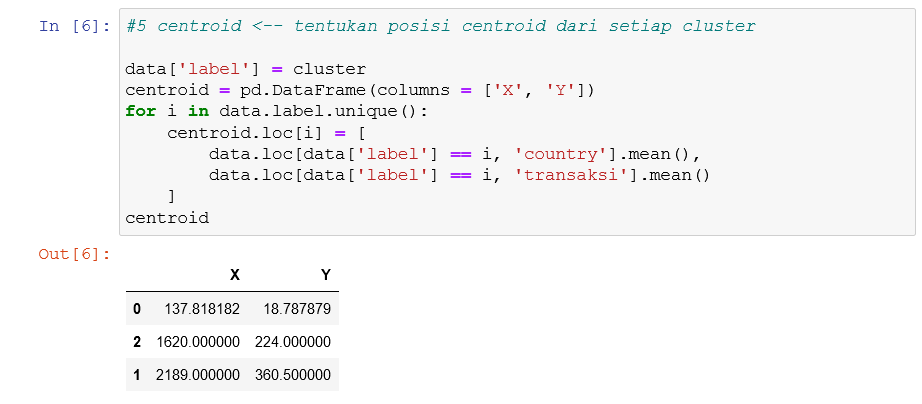 In [6]: #5 centroid <-- tentukan posisi centroid dari setiap cluster
data['label'] = cluster
centroid = pd.DataFrame(columns = ['X', 'Y'])
for i in data.label.unique():
    centroid.loc[i] = [
        data.loc[data['label'] == i, 'country'].mean(),
        data.loc[data['label'] == i, 'transaksi'].mean()
    ]
centroid
Out[6]:
X Y
0 137.818182 18.787879
2 1620.000000 224.000000
1 2189.000000 360.500000